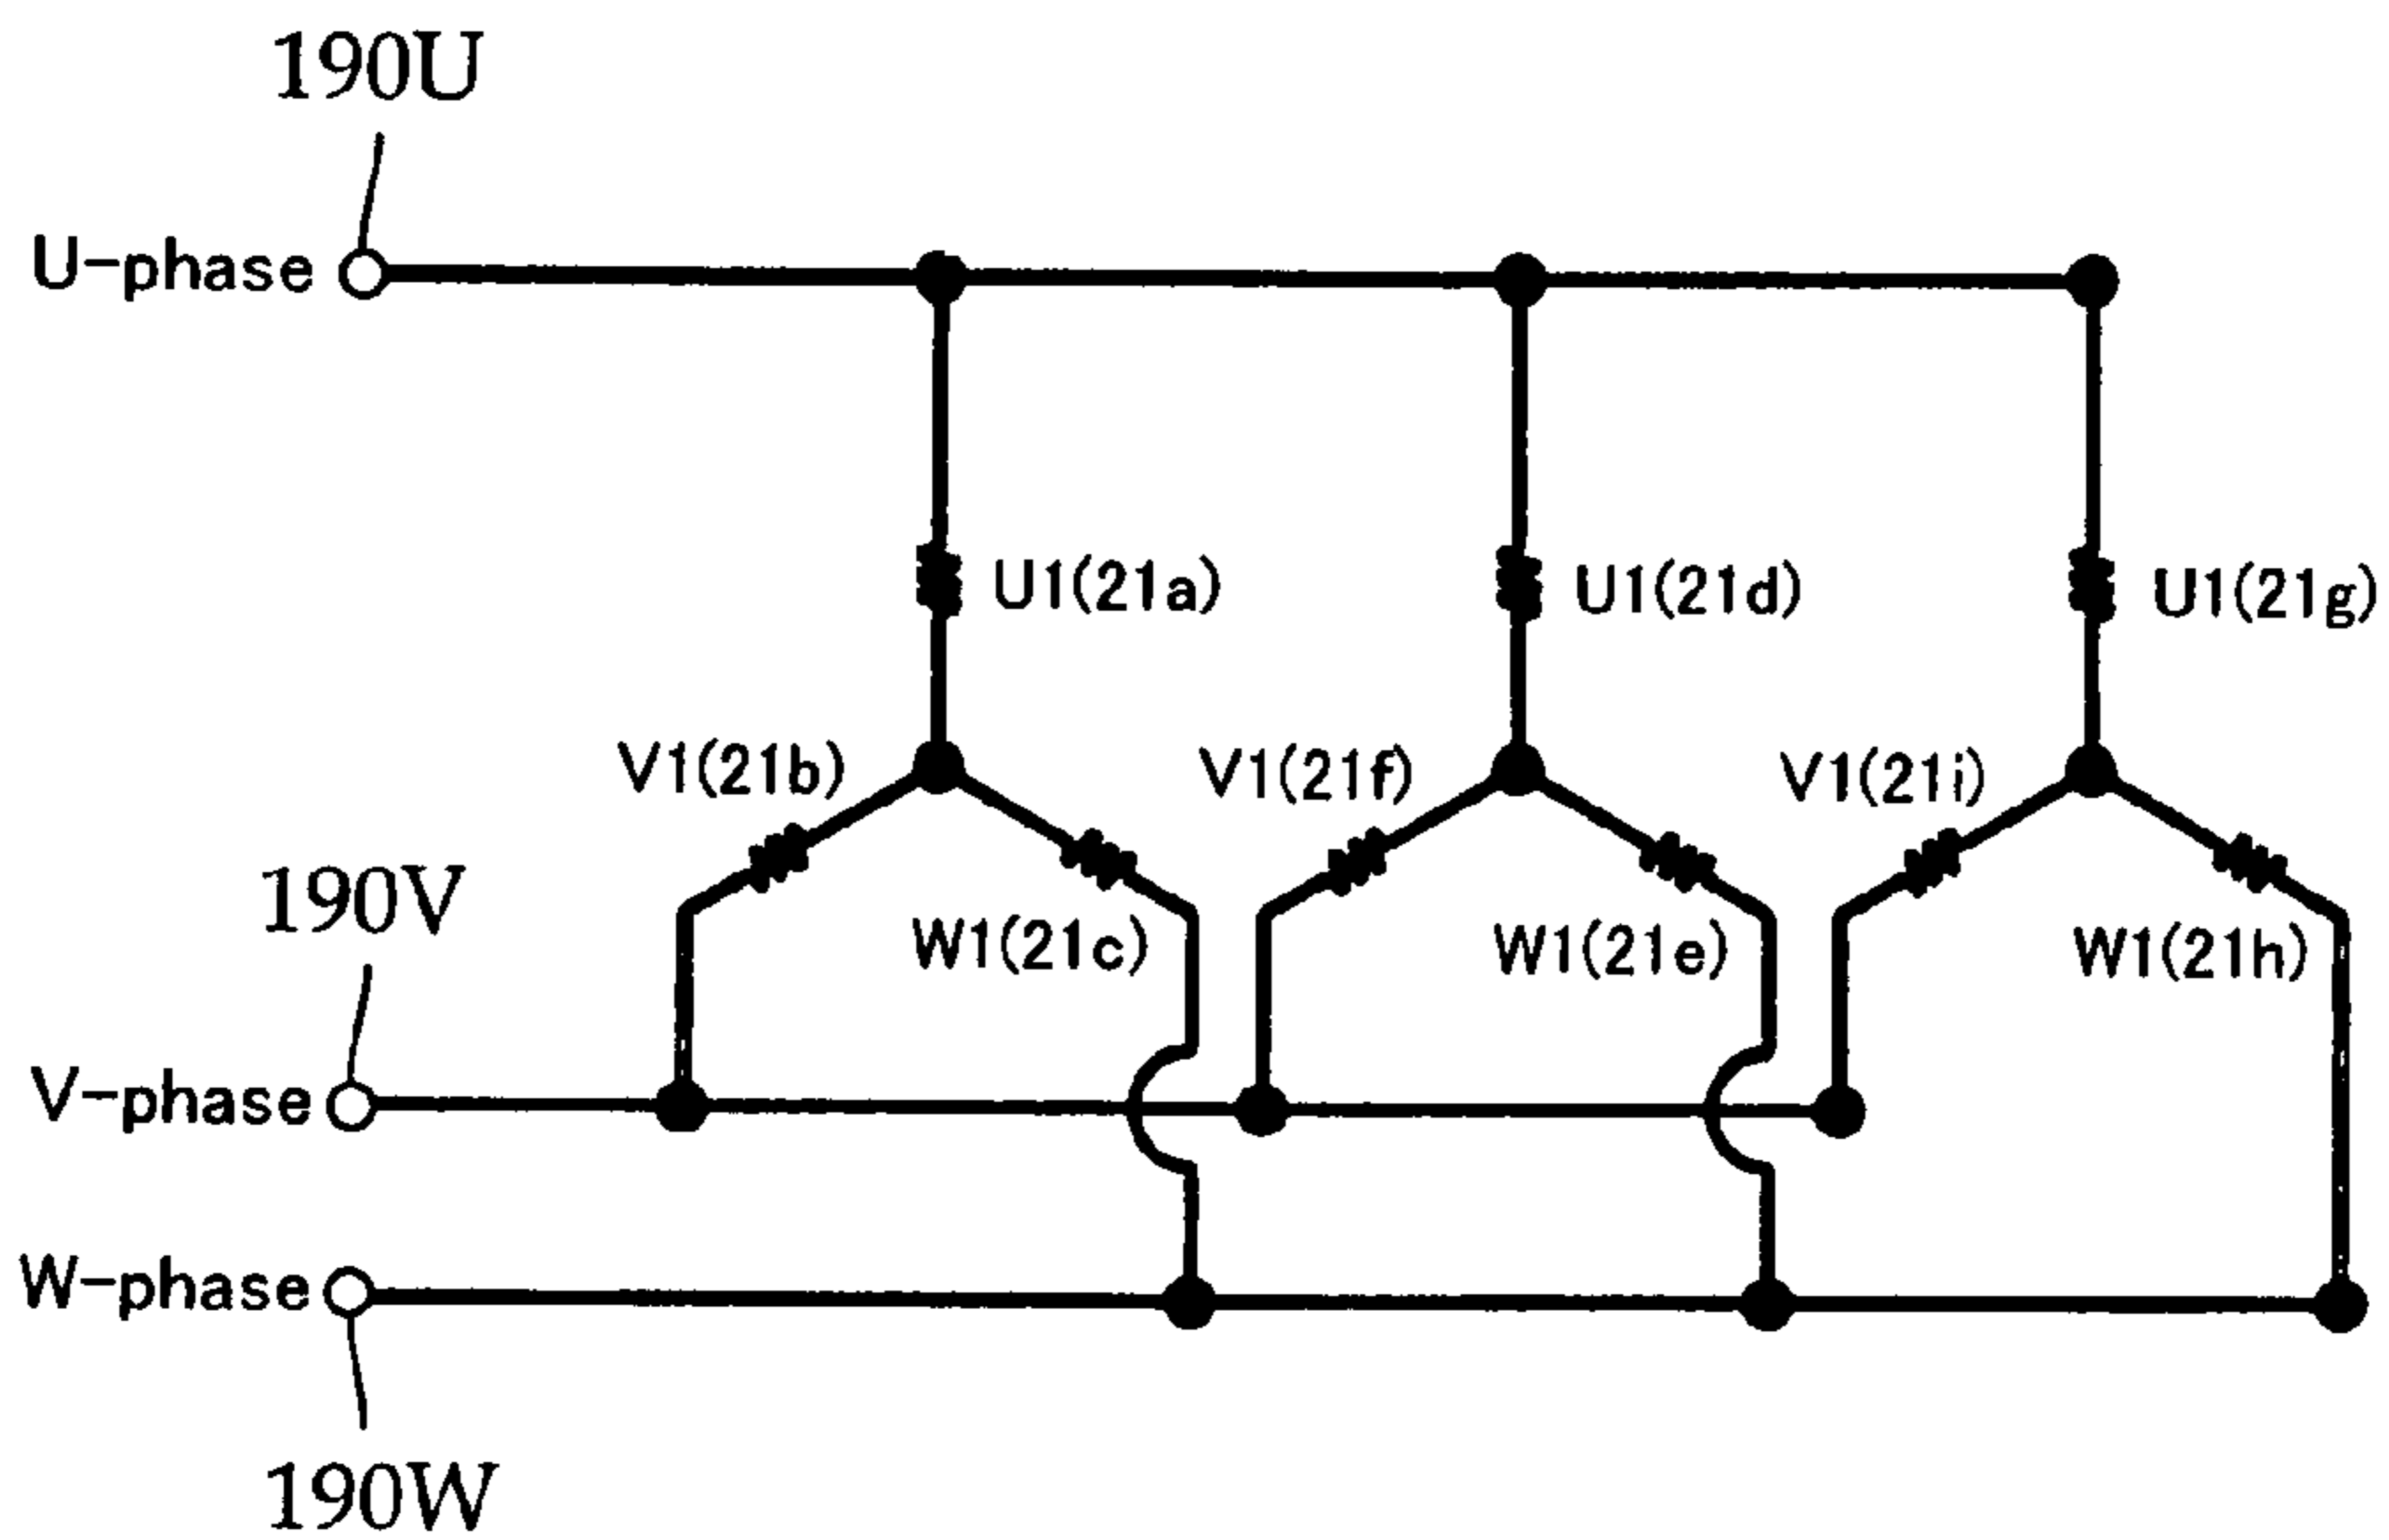 190U
U-phase
U1(21a)
U1(21d)
U1(21g)
V1(21b)
V1(21f)
V1(21i)
190V
W1(21c)
W1(21e)
W1(21h)
V-phase
W-phase
190W